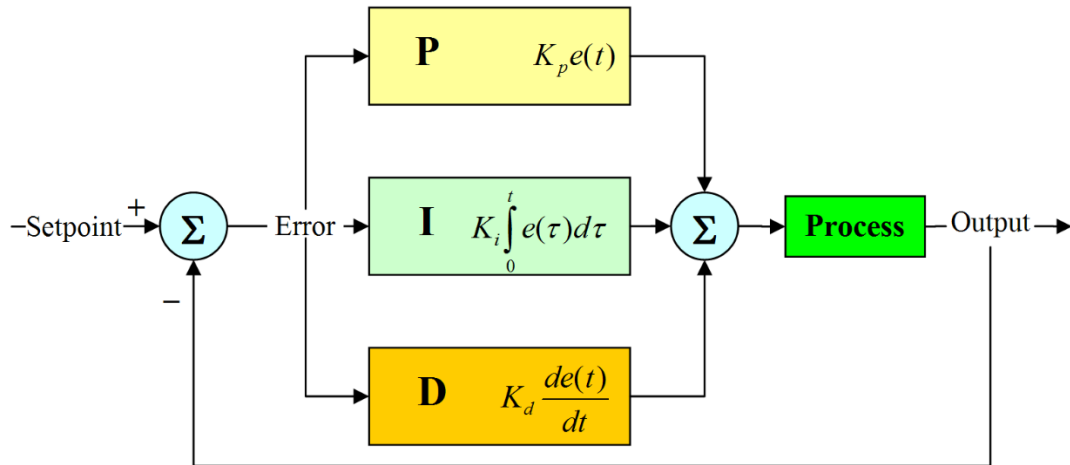 P K_p e(t)
–Setpoint + Σ Error I K_i ∫_0^t e(τ)dτ Σ Process Output
–
D K_d de(t)/dt